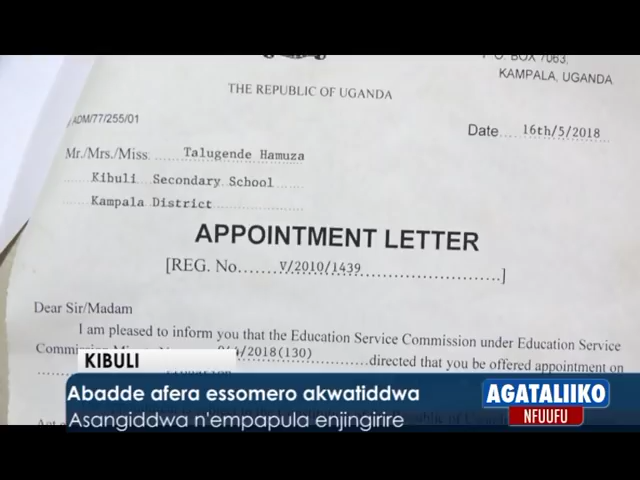 P. O. BOX 7063,
KAMPALA, UGANDA
THE REPUBLIC OF UGANDA
ADM/77/255/01
Date 16th/5/2018
Mr./Mrs./Miss. Talugende Hamuza
Kibuli Secondary School
Kampala District
APPOINTMENT LETTER
[REG. No. V/2010/1439 ]
Dear Sir/Madam
I am pleased to inform you that the Education Service Commission under Education Service
2018(130) directed that you be offered appointment on
KIBULI
Abadde afera essomero akwatiddwa
Asangiddwa n'empapula enjingirire
AGATALIIKO
NFUUFU